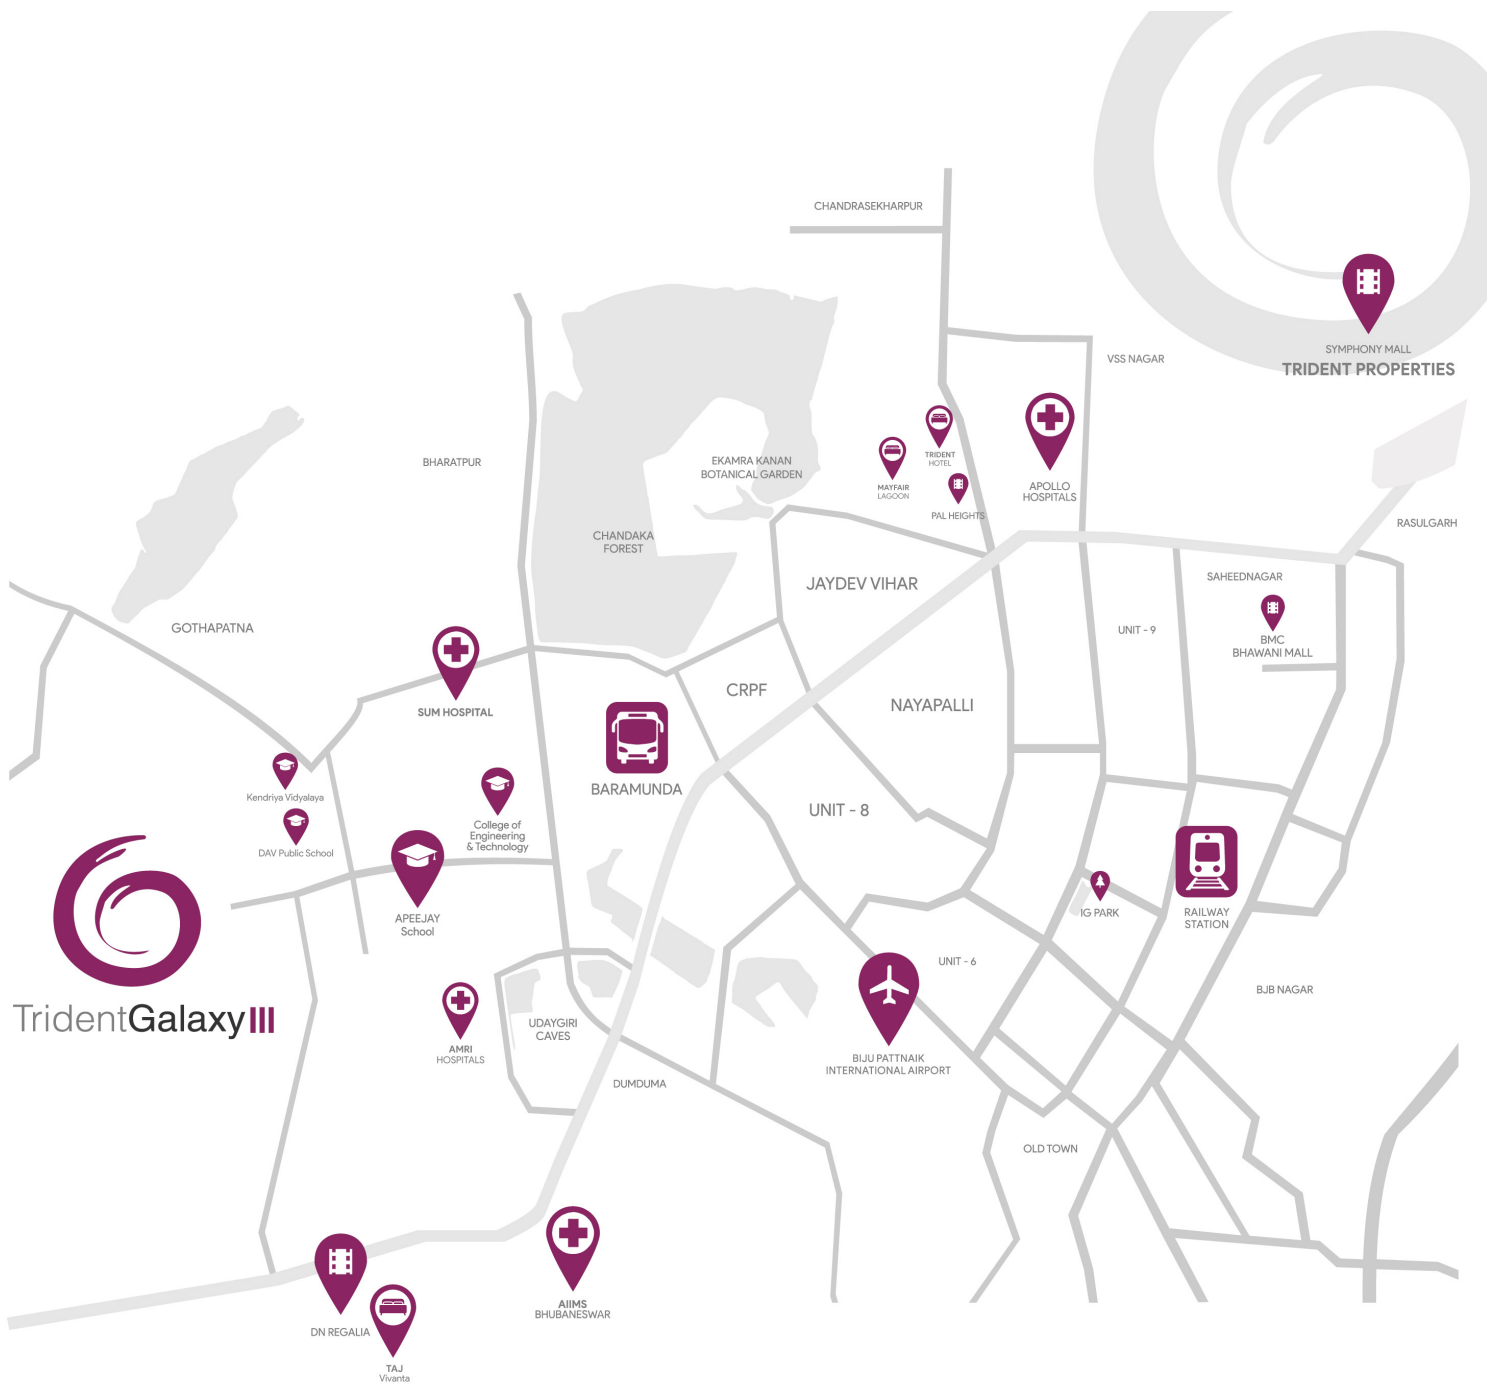 CHANDRASEKHARPUR
SYMPHONY MALL
TRIDENT PROPERTIES
VSS NAGAR
BHARATPUR
EKAMRA KANAN
BOTANICAL GARDEN
TRIDENT
HOTEL
MAYFAIR
LAGOON
PAL HEIGHTS
APOLLO
HOSPITALS
RASULGARH
CHANDAKA
FOREST
JAYDEV VIHAR
SAHEEDNAGAR
GOTHAPATNA
UNIT - 9
BMC
BHAWANI MALL
SUM HOSPITAL
CRPF
NAYAPALLI
BARAMUNDA
Kendriya Vidyalaya
UNIT - 8
College of
Engineering
& Technology
DAV Public School
APEEJAY
School
IG PARK
RAILWAY
STATION
UNIT - 6
BJB NAGAR
TridentGalaxyIII
UDAYGIRI
CAVES
AMRI
HOSPITALS
BIJU PATTNAIK
INTERNATIONAL AIRPORT
DUMDUMA
OLD TOWN
AIIMS
BHUBANESWAR
DN REGALIA
TAJ
Vivanta